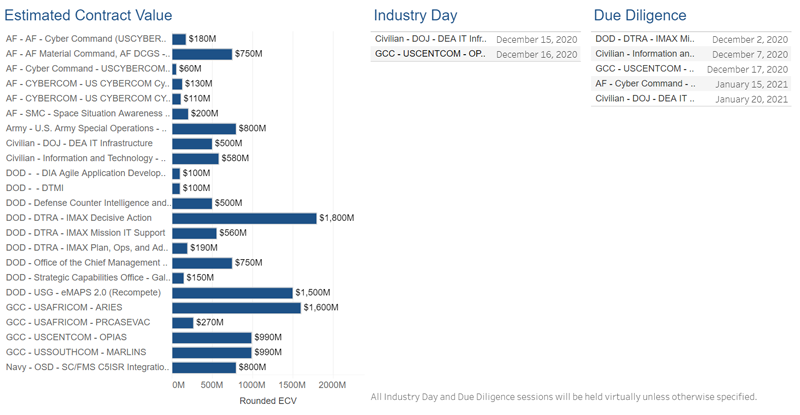 Estimated Contract Value
AF - AF - Cyber Command (USCYBER.. $180M
AF - AF Material Command, AF DCGS -.. $750M
AF - Cyber Command - USCYBERCOM.. $60M
AF - CYBERCOM - US CYBERCOM Cy.. $130M
AF - CYBERCOM - US CYBERCOM CY.. $110M
AF - SMC - Space Situation Awareness .. $200M
Army - U.S. Army Special Operations - .. $800M
Civilian - DOJ - DEA IT Infrastructure $500M
Civilian - Information and Technology - .. $580M
DOD - - DIA Agile Application Develop.. $100M
DOD - - DTMI $100M
DOD - Defense Counter Intelligence and.. $500M
DOD - DTRA - IMAX Decisive Action $1,800M
DOD - DTRA - IMAX Mission IT Support $560M
DOD - DTRA - IMAX Plan, Ops, and Ad.. $190M
DOD - Office of the Chief Management .. $750M
DOD - Strategic Capabilities Office - Gal.. $150M
DOD - USG - eMAPS 2.0 (Recompete) $1,500M
GCC - USAFRICOM - ARIES $1,600M
GCC - USAFRICOM - PRCASEVAC $270M
GCC - USCENTCOM - OPIAS $990M
GCC - USSOUTHCOM - MARLINS $990M
Navy - OSD - SC/FMS C5ISR Integratio.. $800M
0M 500M 1000M 1500M 2000M
Rounded ECV
Industry Day
Civilian - DOJ - DEA IT Infr.. December 15, 2020
GCC - USCENTCOM - OP.. December 16, 2020
Due Diligence
DOD - DTRA - IMAX Mi.. December 2, 2020
Civilian - Information an.. December 7, 2020
GCC - USCENTCOM - .. December 17, 2020
AF - Cyber Command - .. January 15, 2021
Civilian - DOJ - DEA IT .. January 20, 2021
All Industry Day and Due Diligence sessions will be held virtually unless otherwise specified.